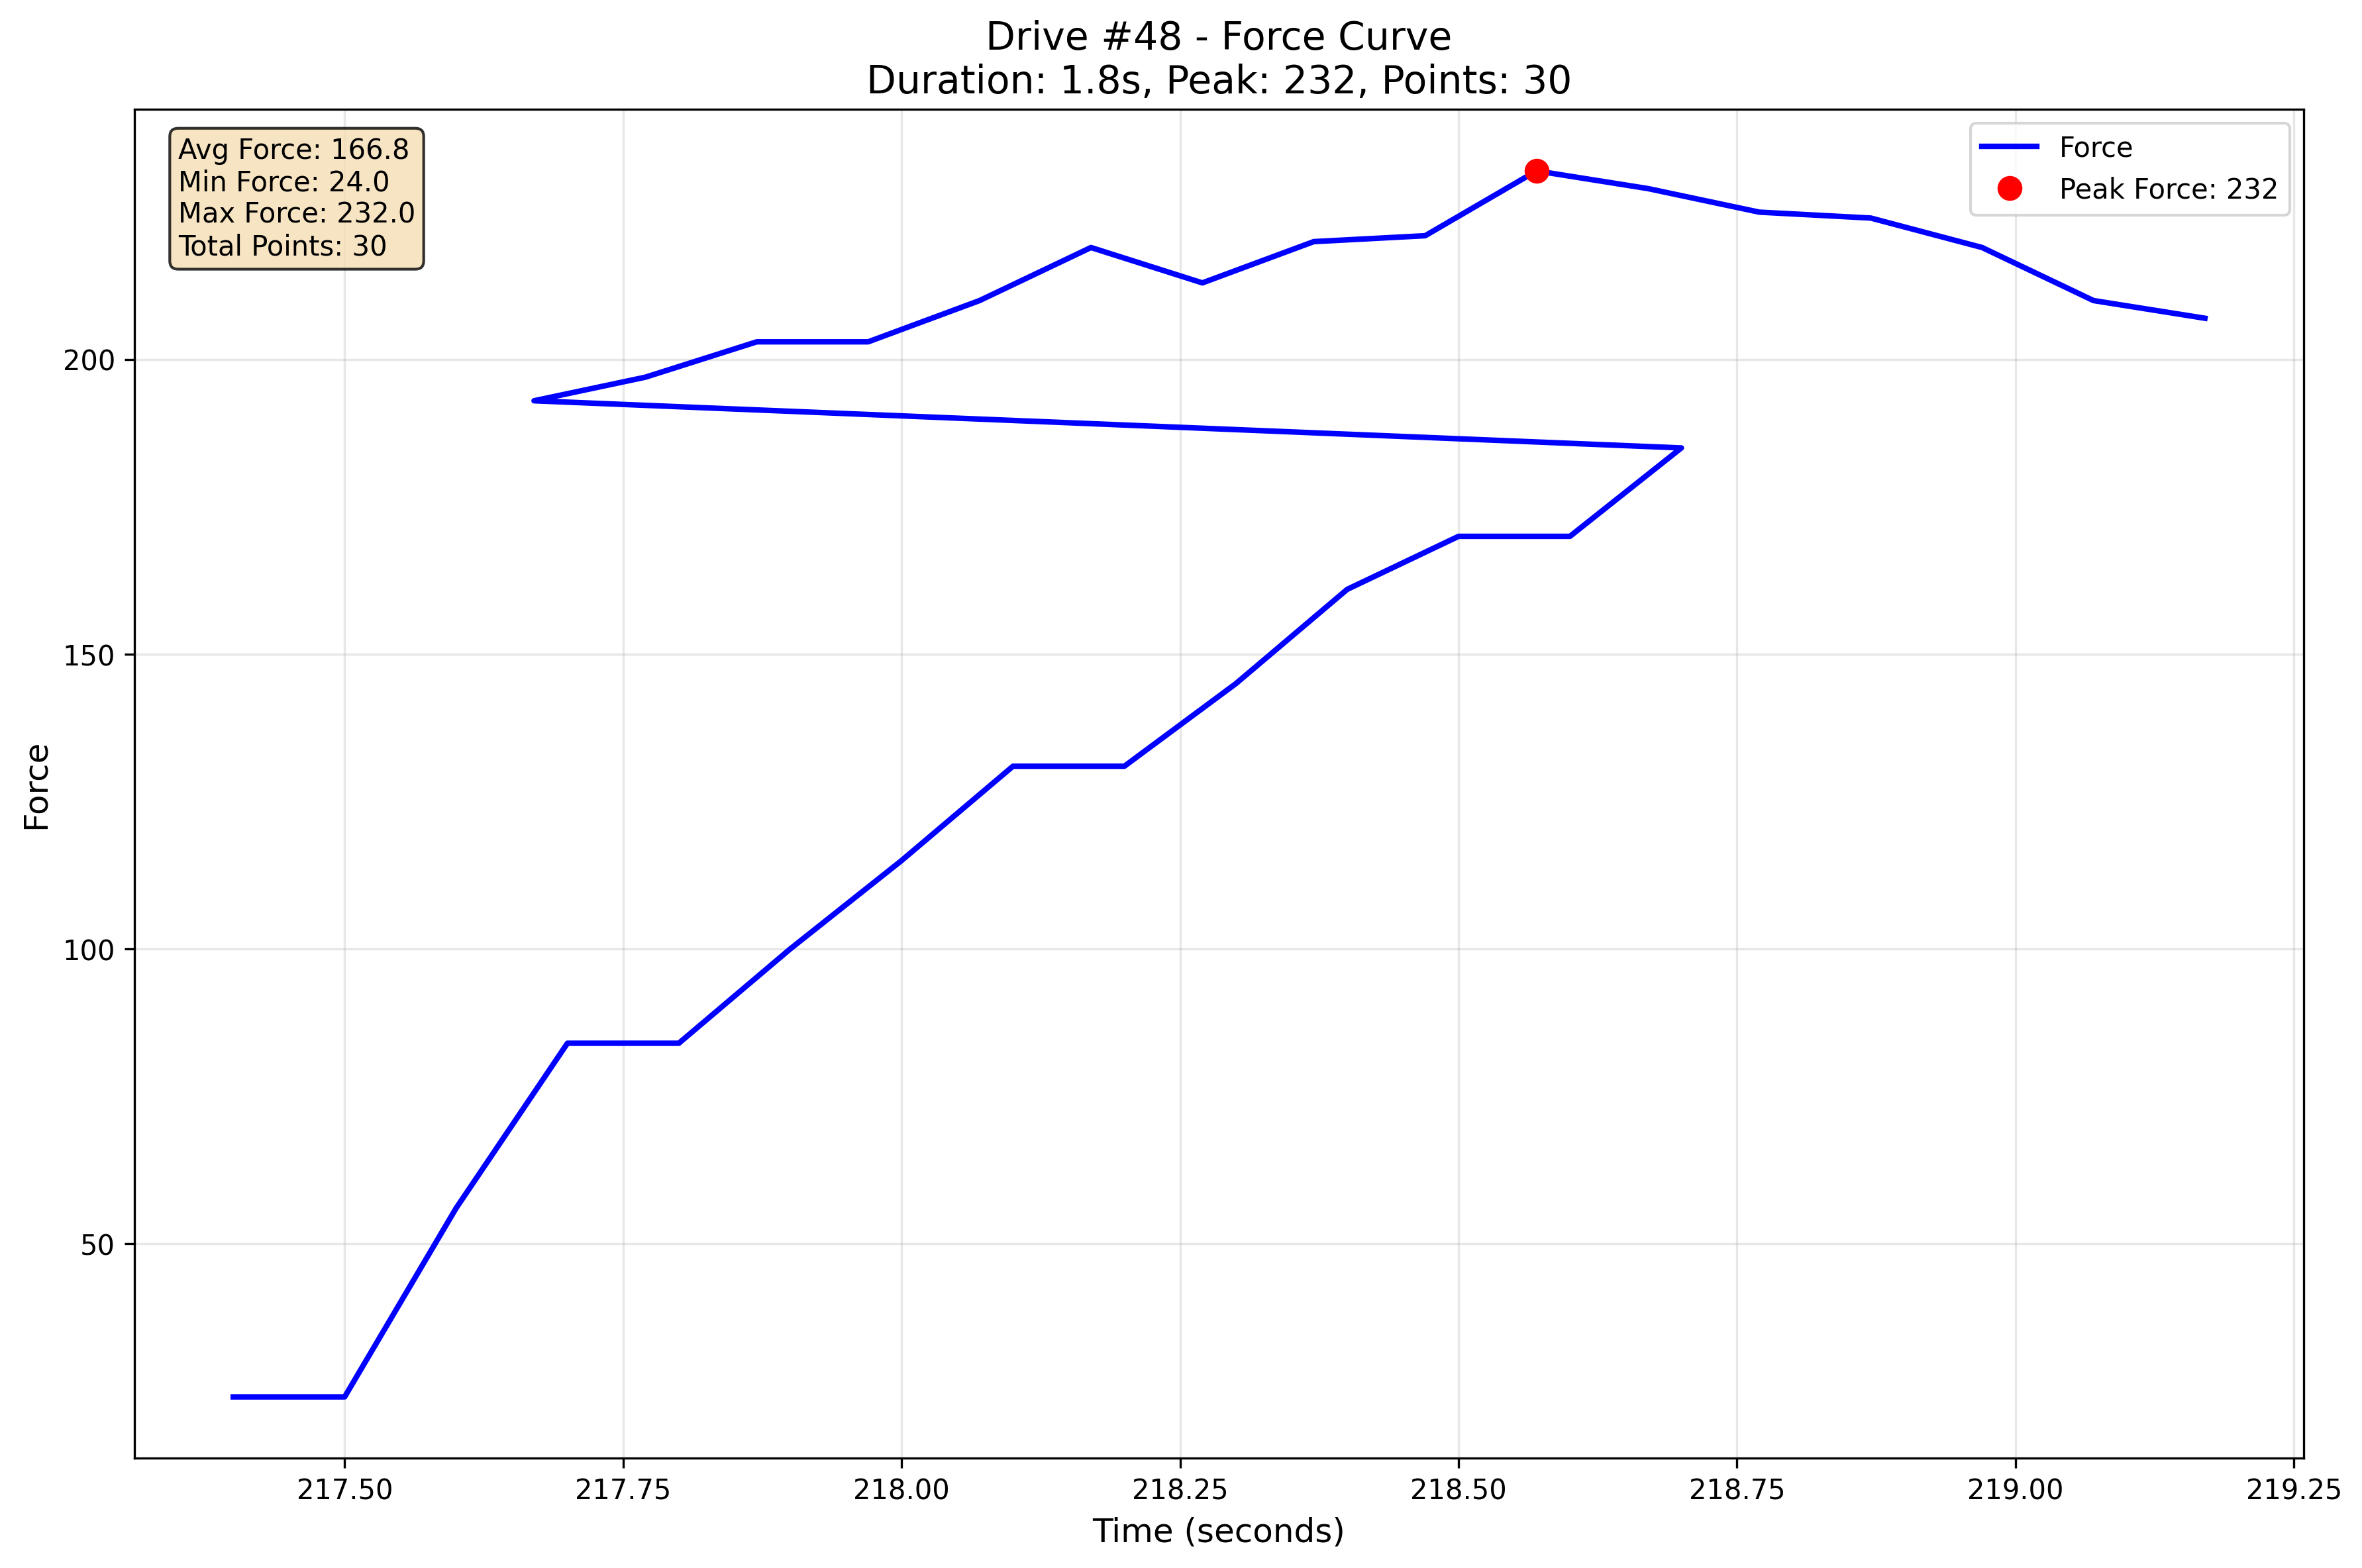 Drive #48 - Force Curve
Duration: 1.8s, Peak: 232, Points: 30
Avg Force: 166.8
Min Force: 24.0
Max Force: 232.0
Total Points: 30
Force
Peak Force: 232
200
150
100
50
Force
217.50
217.75
218.00
218.25
218.50
218.75
219.00
219.25
Time (seconds)